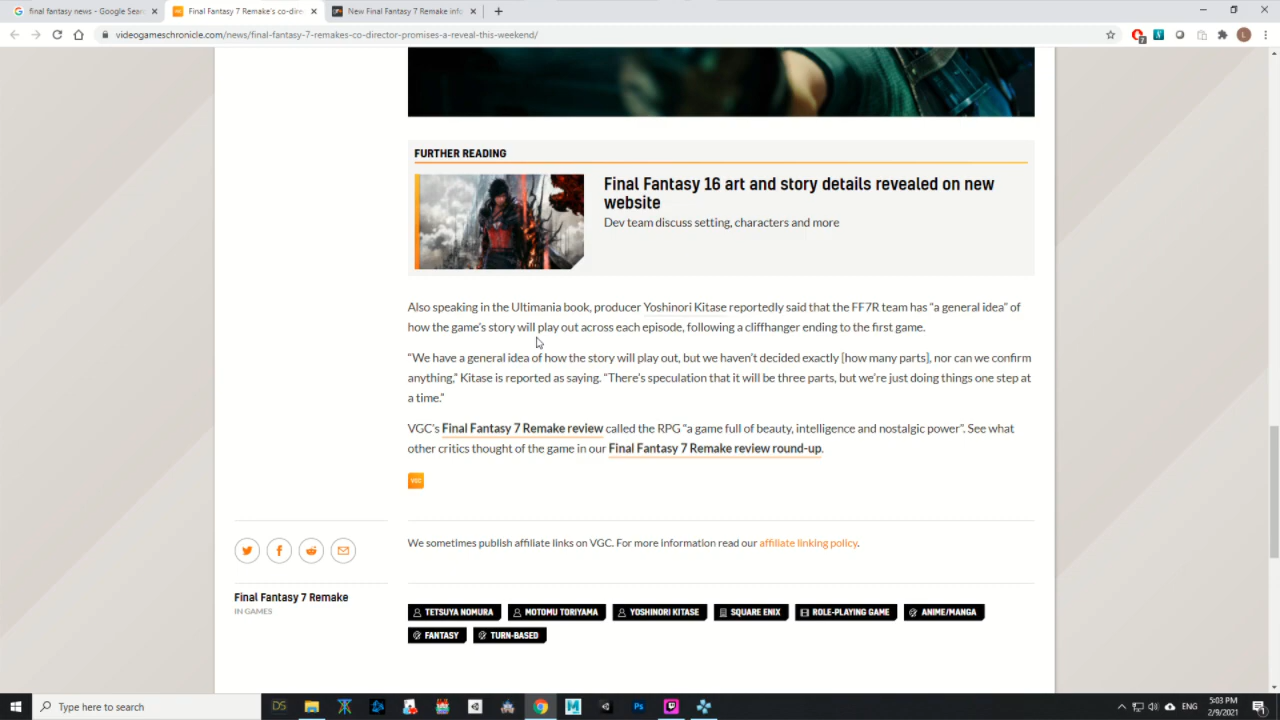 final fantasy news - Google Sear
Final Fantasy 7 Remake's co-dire
New Final Fantasy 7 Remake info
videogameschronicle.com/news/final-fantasy-7-remakes-co-director-promises-a-reveal-this-weekend/
FURTHER READING
Final Fantasy 16 art and story details revealed on new
website
Dev team discuss setting, characters and more
Also speaking in the Ultimania book, producer Yoshinori Kitase reportedly said that the FF7R team has “a general idea” of
how the game’s story will play out across each episode, following a cliffhanger ending to the first game.
“We have a general idea of how the story will play out, but we haven’t decided exactly [how many parts], nor can we confirm
anything,” Kitase is reported as saying. “There’s speculation that it will be three parts, but we’re just doing things one step at
a time.”
VGC’s Final Fantasy 7 Remake review called the RPG “a game full of beauty, intelligence and nostalgic power”. See what
other critics thought of the game in our Final Fantasy 7 Remake review round-up.
VGC
We sometimes publish affiliate links on VGC. For more information read our affiliate linking policy.
Final Fantasy 7 Remake
IN GAMES
TETSUYA NOMURA MOTOMU TORIYAMA YOSHINORI KITASE SQUARE ENIX ROLE-PLAYING GAME ANIME/MANGA
FANTASY TURN-BASED
Type here to search
DS
Ps
ENG
5:03 PM
2/9/2021